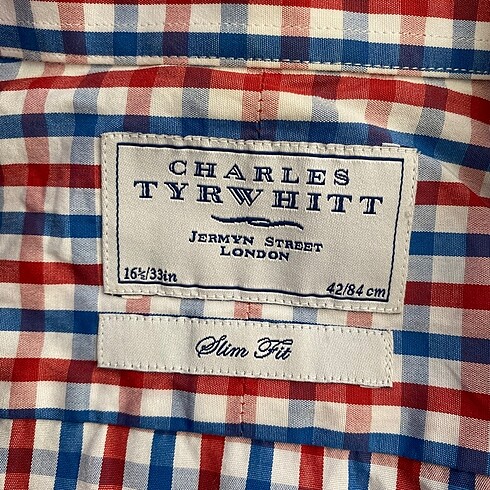 CHARLES
TYRWHITT
JERMYN STREET
LONDON
16½/33in
42/84 cm
Slim Fit